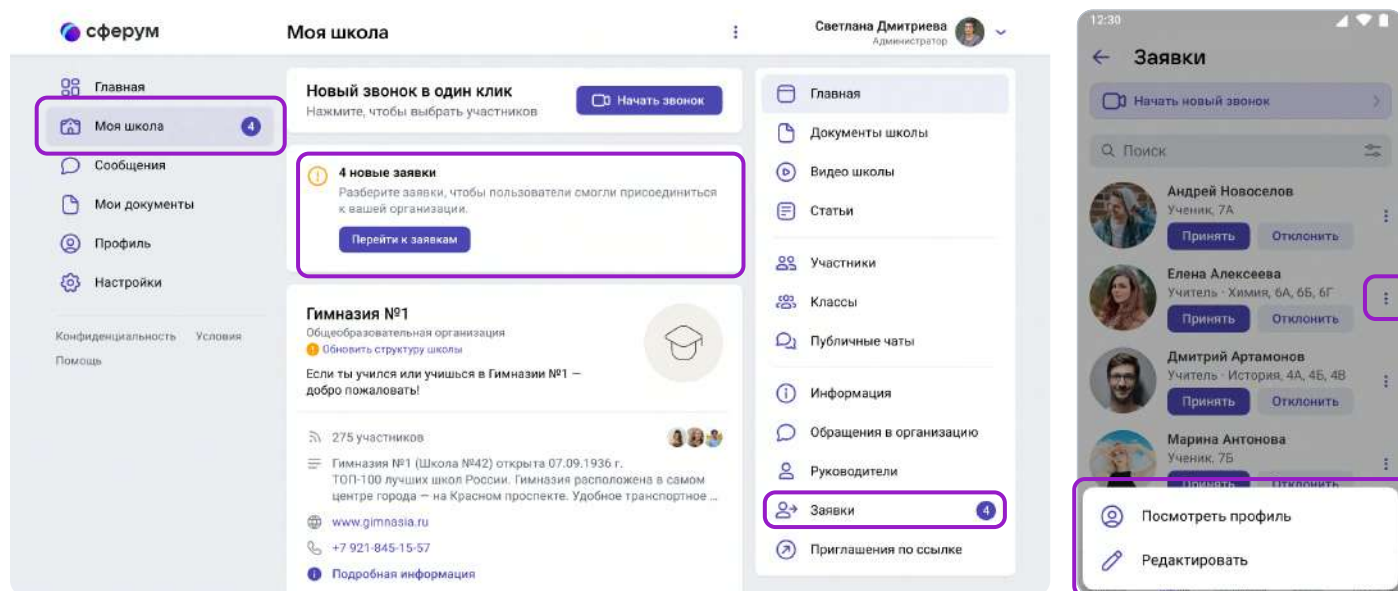 сферум
Моя школа
Светлана Дмитриева
Администратор
Главная
Моя школа
4
Сообщения
Мои документы
Профиль
Настройки
Конфиденциальность Условия
Помощь
Новый звонок в один клик
Нажмите, чтобы выбрать участников
Начать звонок
4 новые заявки
Разберите заявки, чтобы пользователи смогли присоединиться
к вашей организации.
Перейти к заявкам
Гимназия №1
Общеобразовательная организация
Обновить структуру школы
Если ты учился или учишься в Гимназии №1 —
добро пожаловать!
275 участников
Гимназия №1 (Школа №42) открыта 07.09.1936 г.
ТОП-100 лучших школ России. Гимназия расположена в самом
центре города — на Красном проспекте. Удобное транспортное ...
www.gimnasia.ru
+7 921-845-15-57
Подробная информация
Главная
Документы школы
Видео школы
Статьи
Участники
Классы
Публичные чаты
Информация
Обращения в организацию
Руководители
Заявки
4
Приглашения по ссылке
12:30
Заявки
Начать новый звонок
Поиск
Андрей Новоселов
Ученик, 7А
Принять Отклонить
Елена Алексеева
Учитель · Химия, 6А, 6Б, 6Г
Принять Отклонить
Дмитрий Артамонов
Учитель · История, 4А, 4Б, 4В
Принять Отклонить
Марина Антонова
Ученик, 7Б
Принять Отклонить
Посмотреть профиль
Редактировать